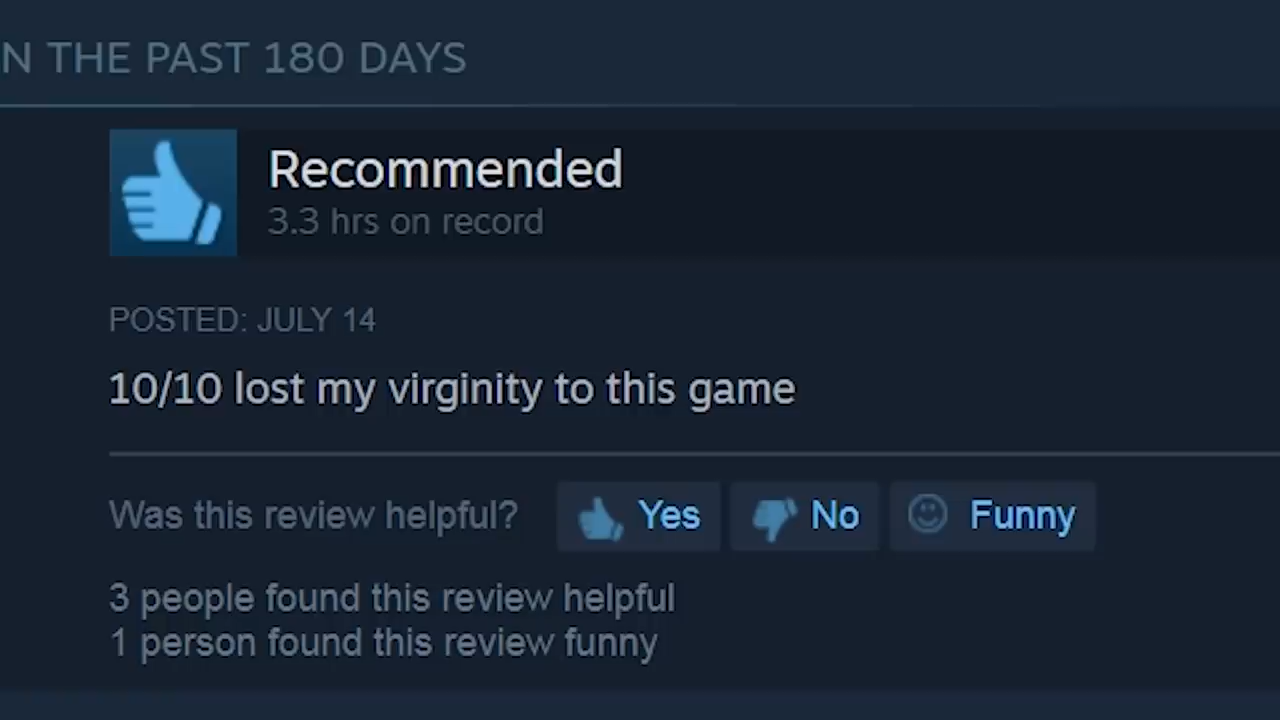 N THE PAST 180 DAYS
Recommended
3.3 hrs on record
POSTED: JULY 14
10/10 lost my virginity to this game
Was this review helpful? Yes No Funny
3 people found this review helpful
1 person found this review funny